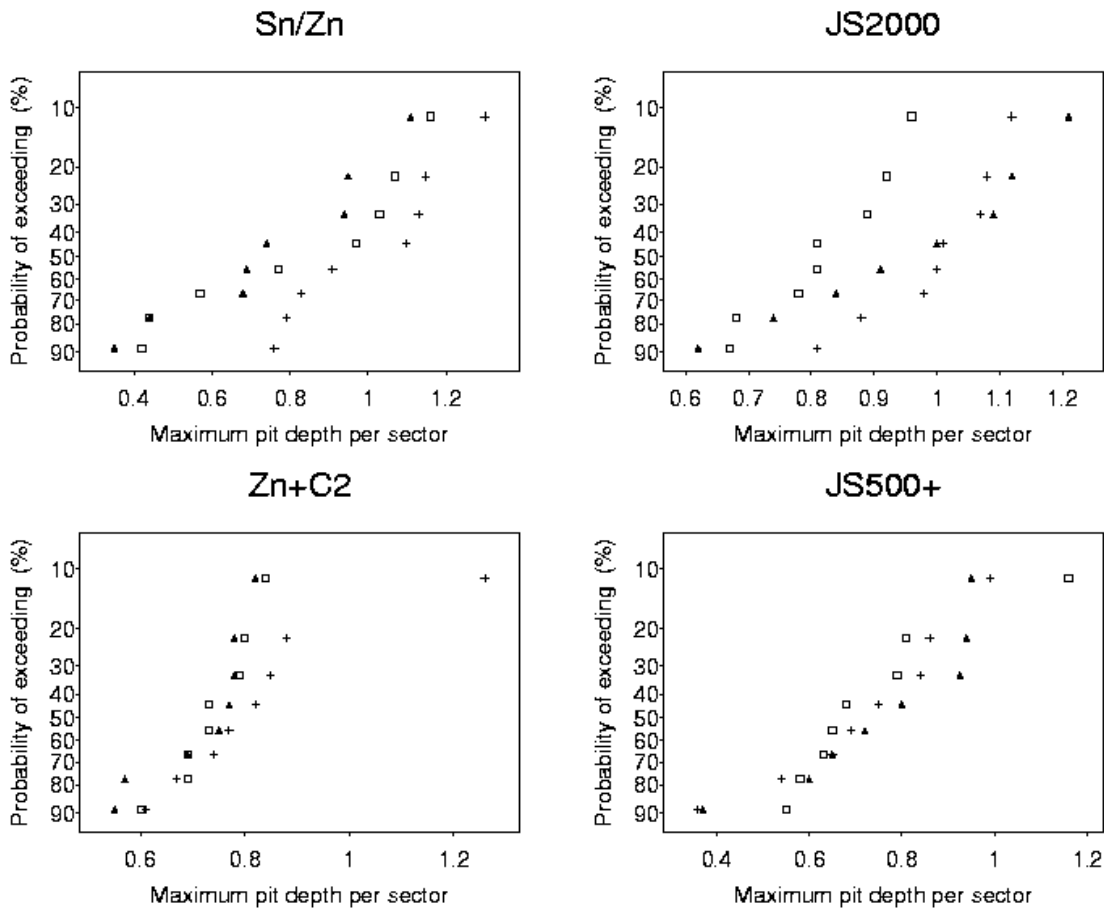 Sn/Zn
Probability of exceeding (%)
10
20
30
40
50
60
70
80
90
0.4 0.6 0.8 1 1.2
Maximum pit depth per sector
JS2000
Probability of exceeding (%)
10
20
30
40
50
60
70
80
90
0.6 0.7 0.8 0.9 1 1.1 1.2
Maximum pit depth per sector
Zn+C2
Probability of exceeding (%)
10
20
30
40
50
60
70
80
90
0.6 0.8 1 1.2
Maximum pit depth per sector
JS500+
Probability of exceeding (%)
10
20
30
40
50
60
70
80
90
0.4 0.6 0.8 1 1.2
Maximum pit depth per sector